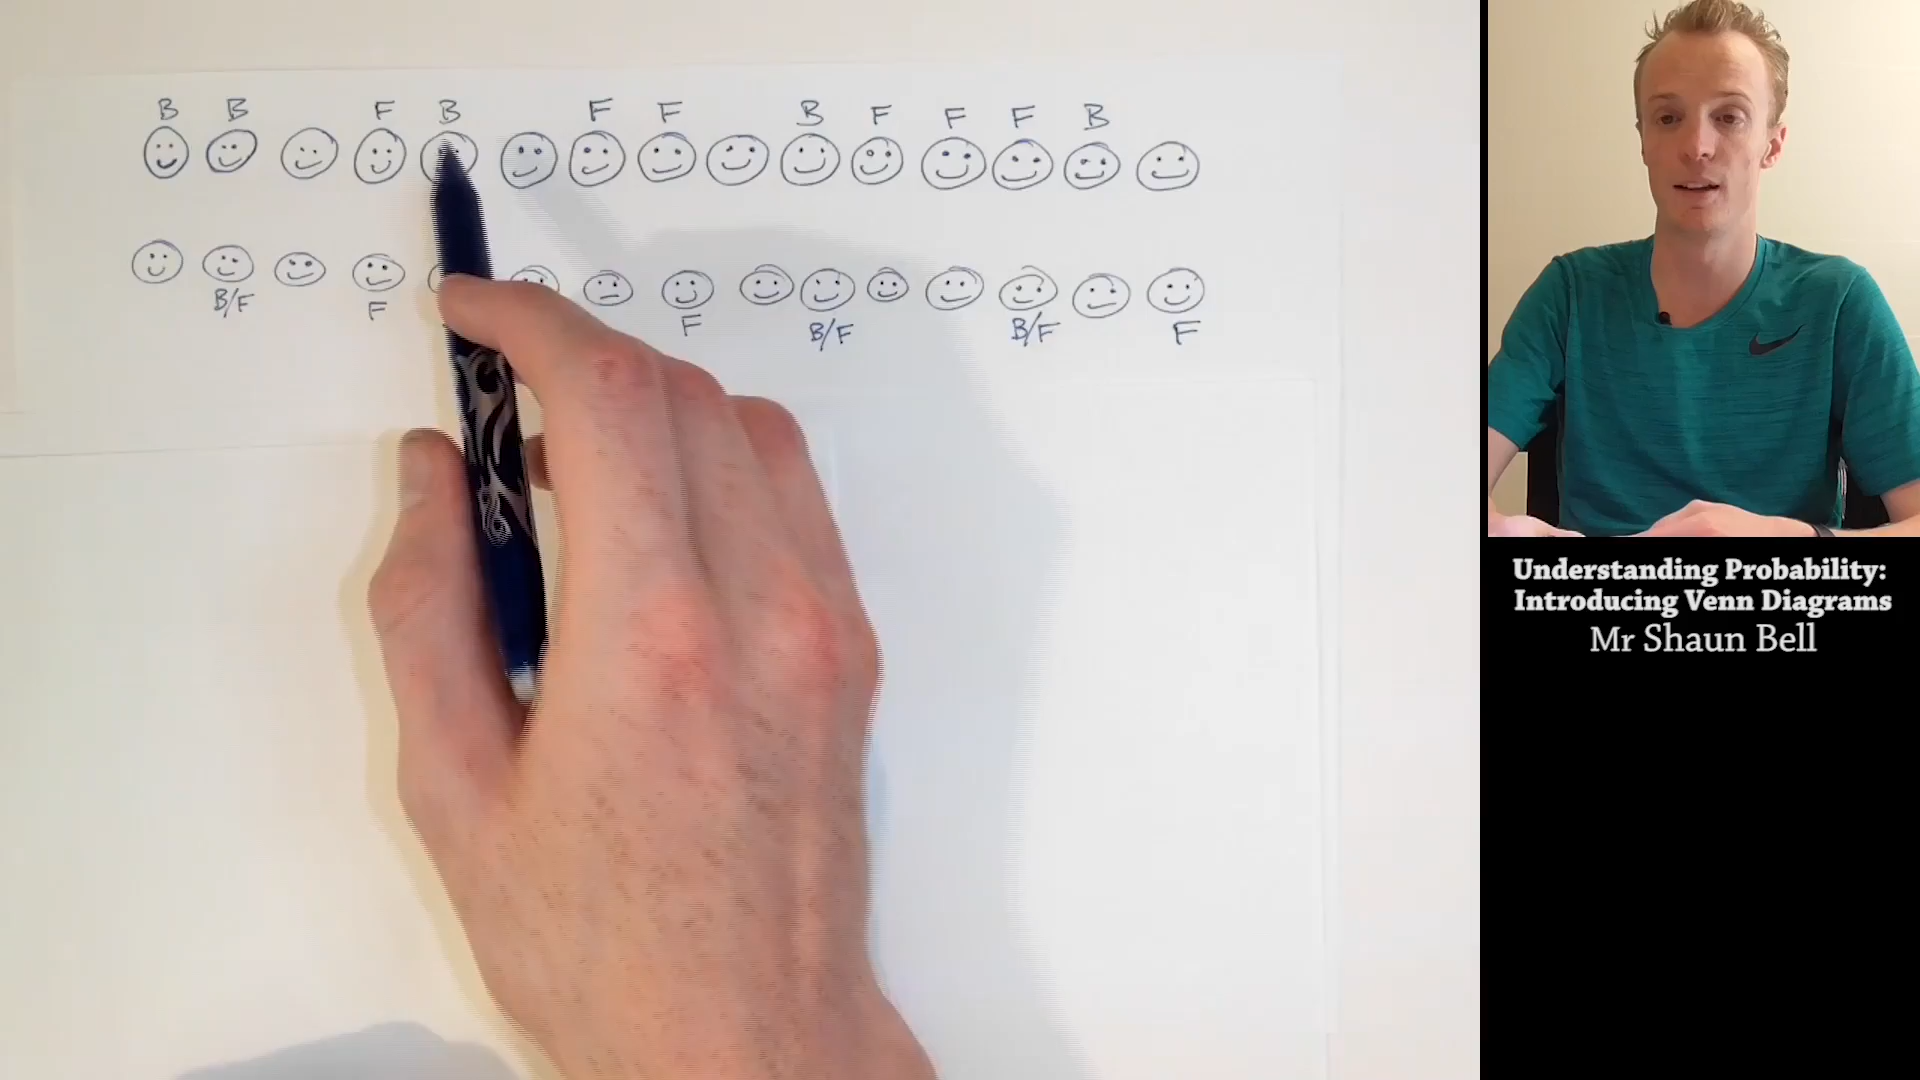 B B F B F F B F F F B
B/F F F B/F B/F F
Understanding Probability:
Introducing Venn Diagrams
Mr Shaun Bell